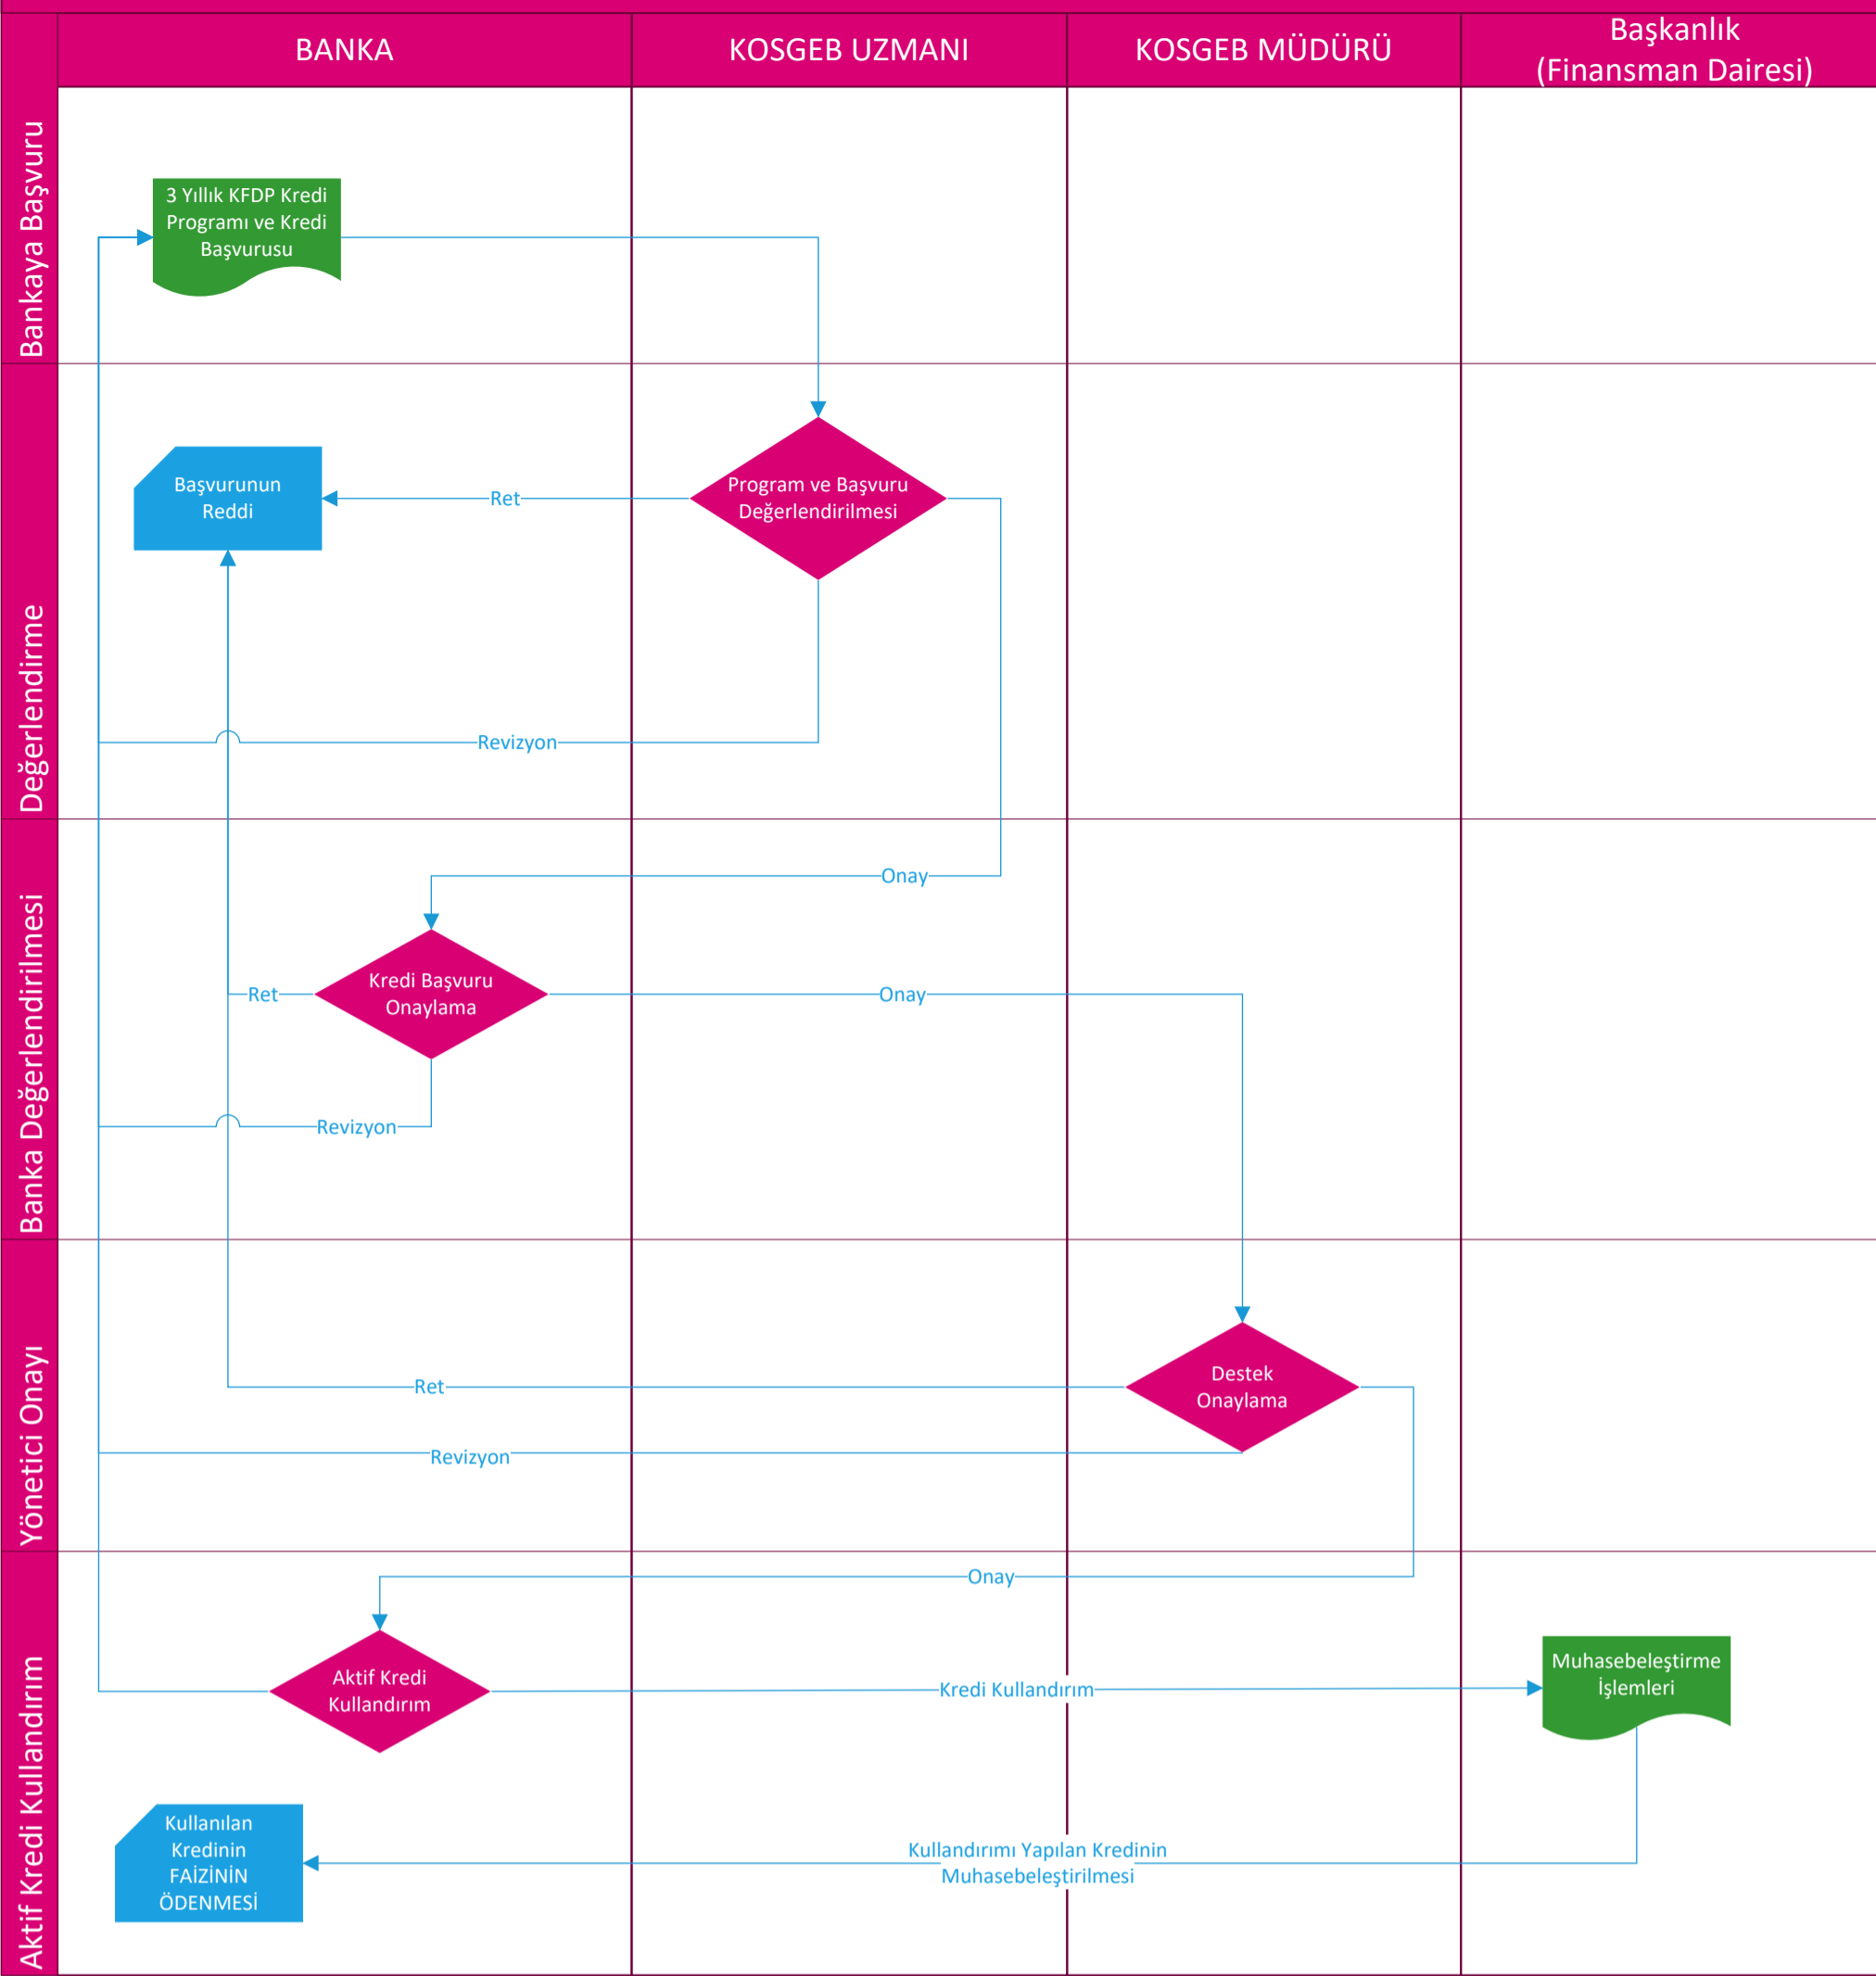 BANKA
KOSGEB UZMANI
KOSGEB MÜDÜRÜ
Başkanlık
(Finansman Dairesi)
Bankaya Başvuru
3 Yıllık KFDP Kredi
Programı ve Kredi
Başvurusu
Değerlendirme
Başvurunun
Reddi
Ret
Program ve Başvuru
Değerlendirilmesi
Revizyon
Banka Değerlendirilmesi
Onay
Ret
Kredi Başvuru
Onaylama
Onay
Revizyon
Yönetici Onayı
Ret
Destek
Onaylama
Revizyon
Aktif Kredi Kullandırım
Onay
Aktif Kredi
Kullandırım
Kredi Kullandırım
Muhasebeleştirme
İşlemleri
Kullanılan
Kredinin
FAİZİNİN
ÖDENMESİ
Kullandırımı Yapılan Kredinin
Muhasebeleştirilmesi